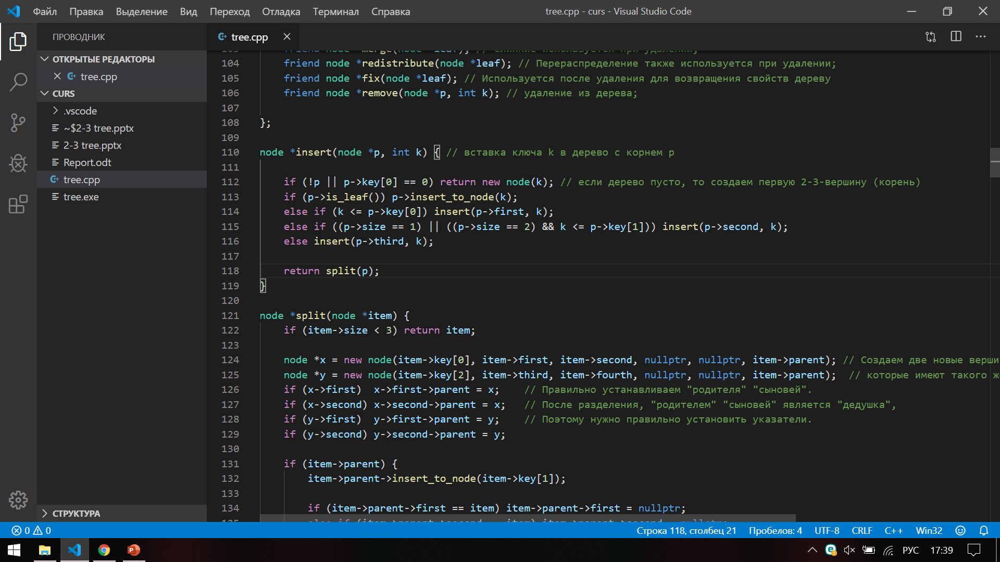 Файл Правка Выделение Вид Переход Отладка Терминал Справка tree.cpp - curs - Visual Studio Code
ПРОВОДНИК
tree.cpp
ОТКРЫТЫЕ РЕДАКТОРЫ
tree.cpp
CURS
.vscode
~$2-3 tree.pptx
2-3 tree.pptx
Report.odt
tree.cpp
tree.exe
СТРУКТУРА
104 friend node *redistribute(node *leaf); // Перераспределение также используется при удалении;
105 friend node *fix(node *leaf); // Используется после удаления для возвращения свойств дереву
106 friend node *remove(node *p, int k); // удаление из дерева;
107
108 };
109
110 node *insert(node *p, int k) { // вставка ключа k в дерево с корнем p
111
112 if (!p || p->key[0] == 0) return new node(k); // если дерево пусто, то создаем первую 2-3-вершину (корень)
113 if (p->is_leaf()) p->insert_to_node(k);
114 else if (k <= p->key[0]) insert(p->first, k);
115 else if ((p->size == 1) || ((p->size == 2) && k <= p->key[1])) insert(p->second, k);
116 else insert(p->third, k);
117
118 return split(p);
119 }
120
121 node *split(node *item) {
122 if (item->size < 3) return item;
123
124 node *x = new node(item->key[0], item->first, item->second, nullptr, nullptr, item->parent); // Создаем две новые верши
125 node *y = new node(item->key[2], item->third, item->fourth, nullptr, nullptr, item->parent); // которые имеют такого ж
126 if (x->first) x->first->parent = x; // Правильно устанавливаем "родителя" "сыновей".
127 if (x->second) x->second->parent = x; // После разделения, "родителем" "сыновей" является "дедушка",
128 if (y->first) y->first->parent = y; // Поэтому нужно правильно установить указатели.
129 if (y->second) y->second->parent = y;
130
131 if (item->parent) {
132 item->parent->insert_to_node(item->key[1]);
133
134 if (item->parent->first == item) item->parent->first = nullptr;
0 0 Строка 118, столбец 21 Пробелов: 4 UTF-8 CRLF C++ Win32
РУС 17:39